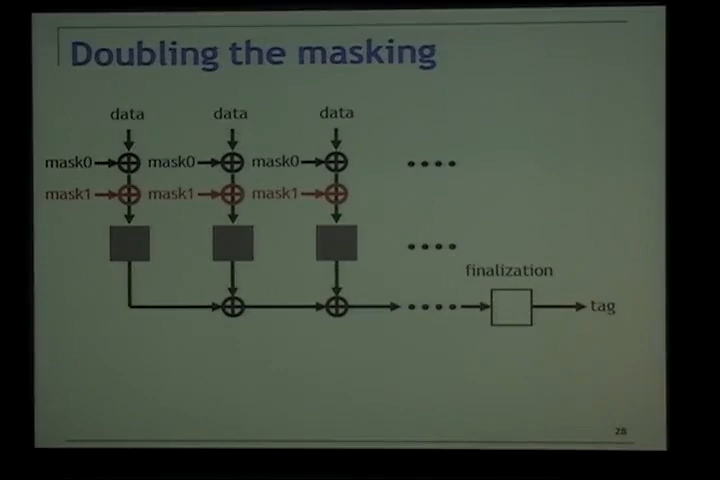 Doubling the masking
data data data
mask0 mask0 mask0
mask1 mask1 mask1
finalization
tag
28